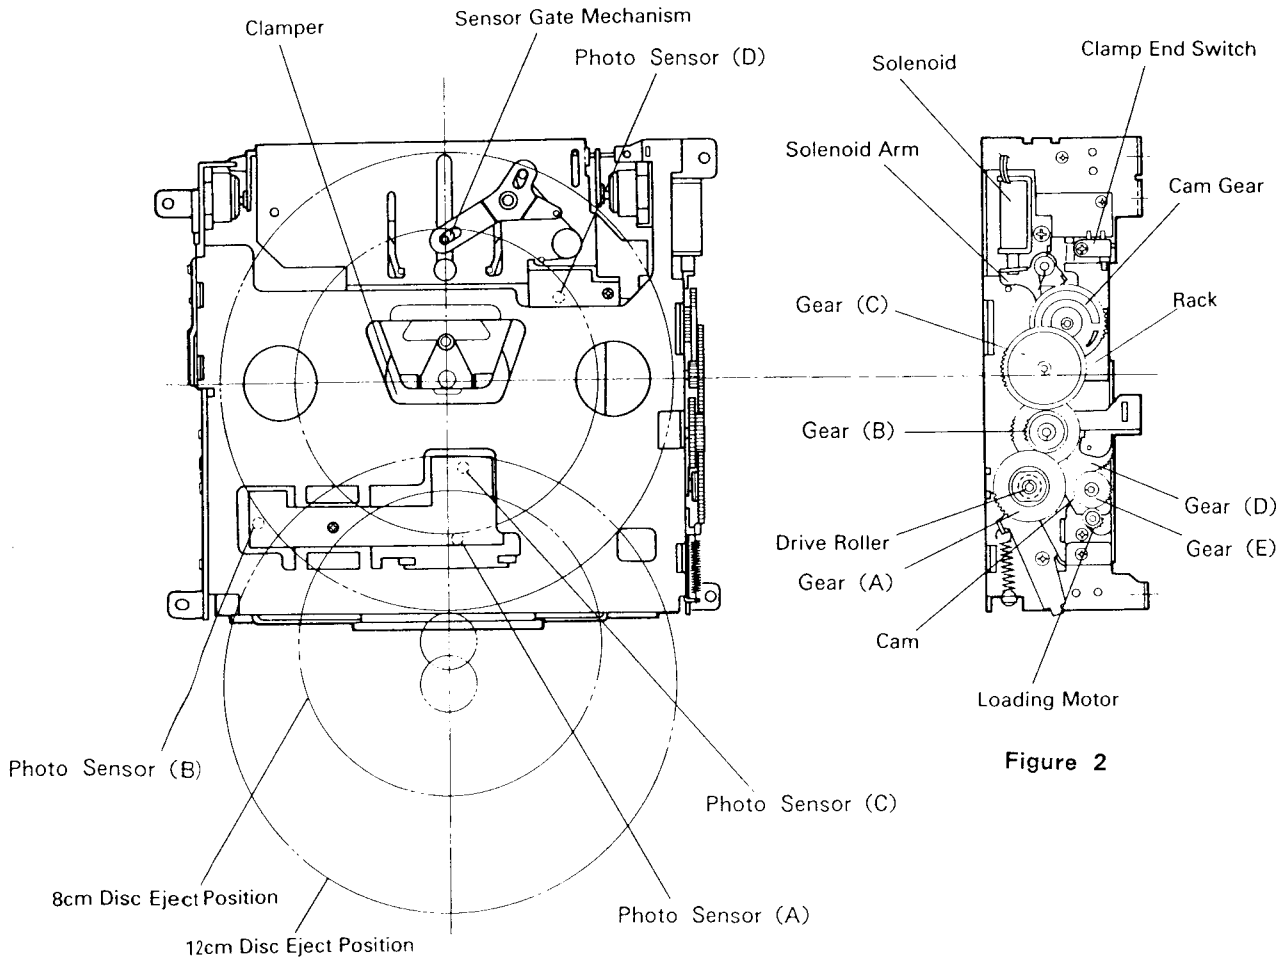 Clamper
Sensor Gate Mechanism
Photo Sensor (D)
Solenoid
Clamp End Switch
Solenoid Arm
Cam Gear
Gear (C)
Rack
Gear (B)
Gear (D)
Drive Roller
Gear (E)
Gear (A)
Cam
Loading Motor
Figure 2
Photo Sensor (B)
Photo Sensor (C)
8cm Disc Eject Position
Photo Sensor (A)
12cm Disc Eject Position